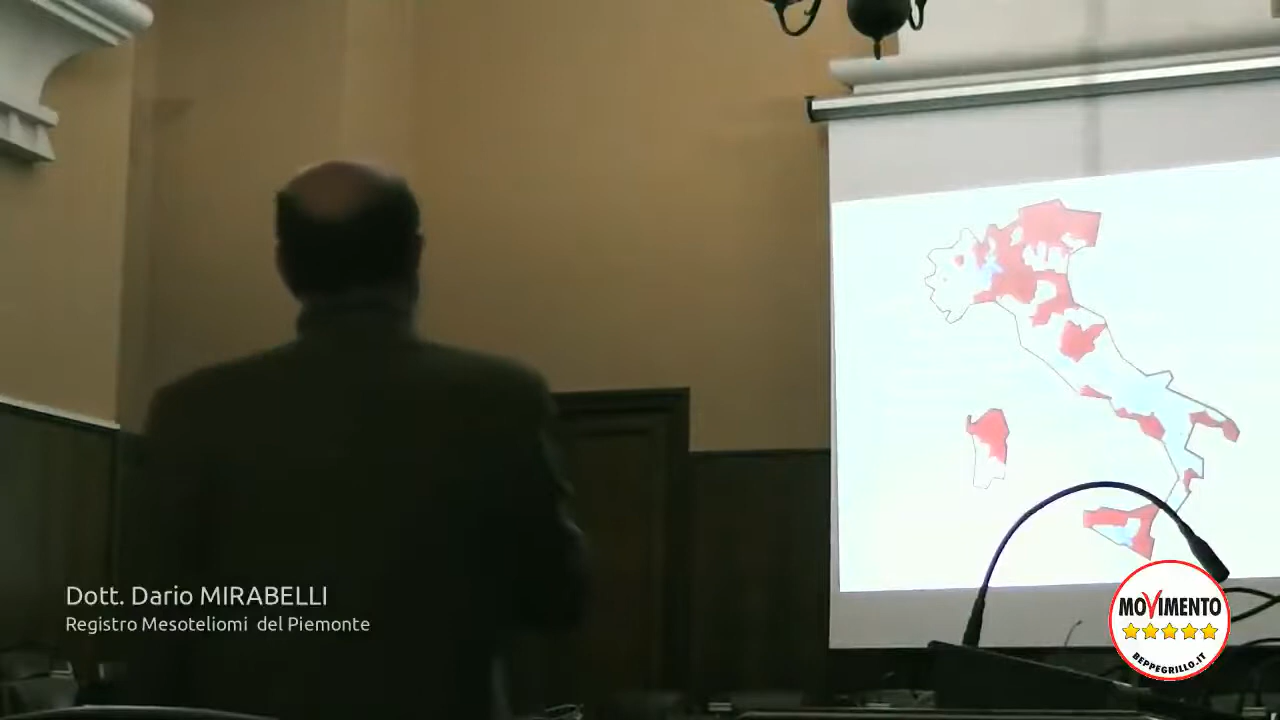 Dott. Dario MIRABELLI
Registro Mesoteliomi del Piemonte
MOVIMENTO
BEPPEGRILLO.IT